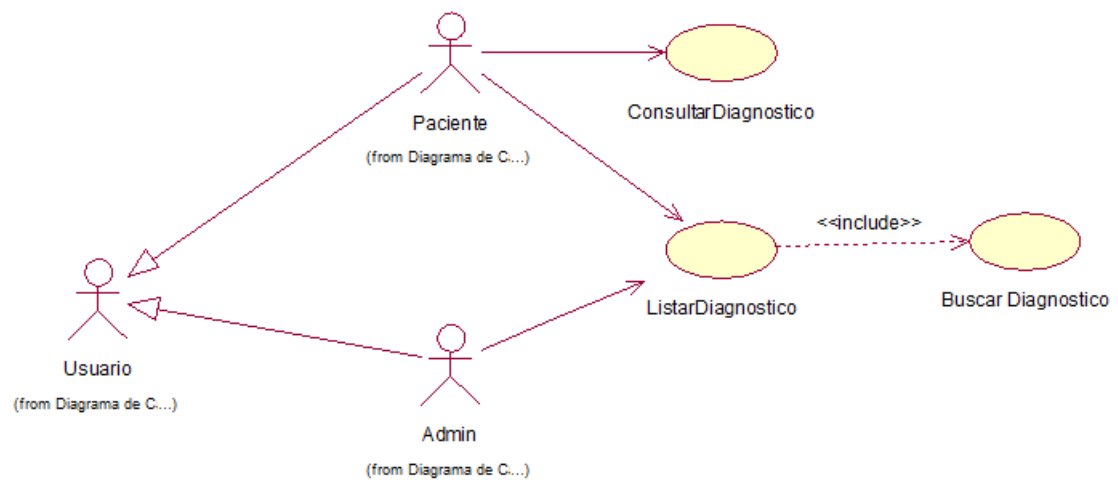 Paciente
(from Diagrama de C...)
ConsultarDiagnostico
<<include>>
ListarDiagnostico
Buscar Diagnostico
Usuario
(from Diagrama de C...)
Admin
(from Diagrama de C...)